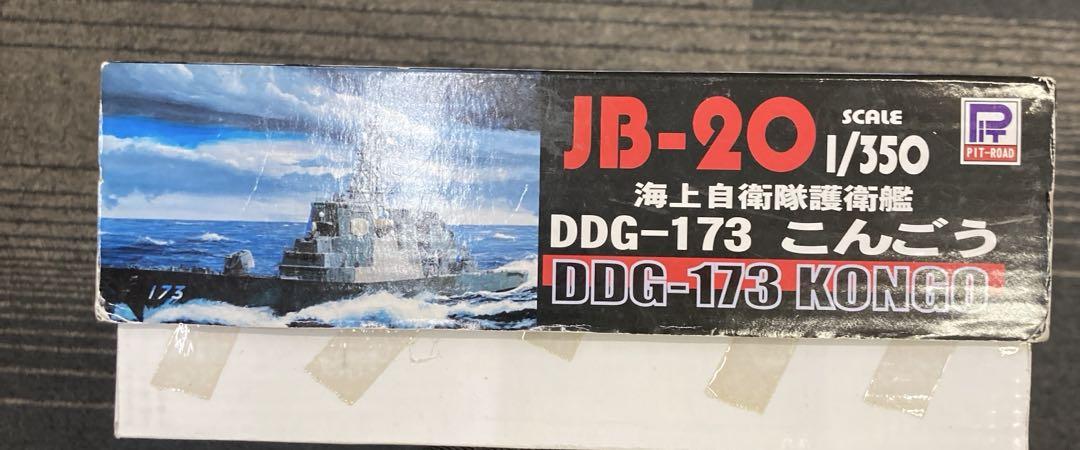 173
JB-20
SCALE
1/350
PIT
PIT-ROAD
海上自衛隊護衛艦
DDG-173 こんごう
DDG-173 KONGO